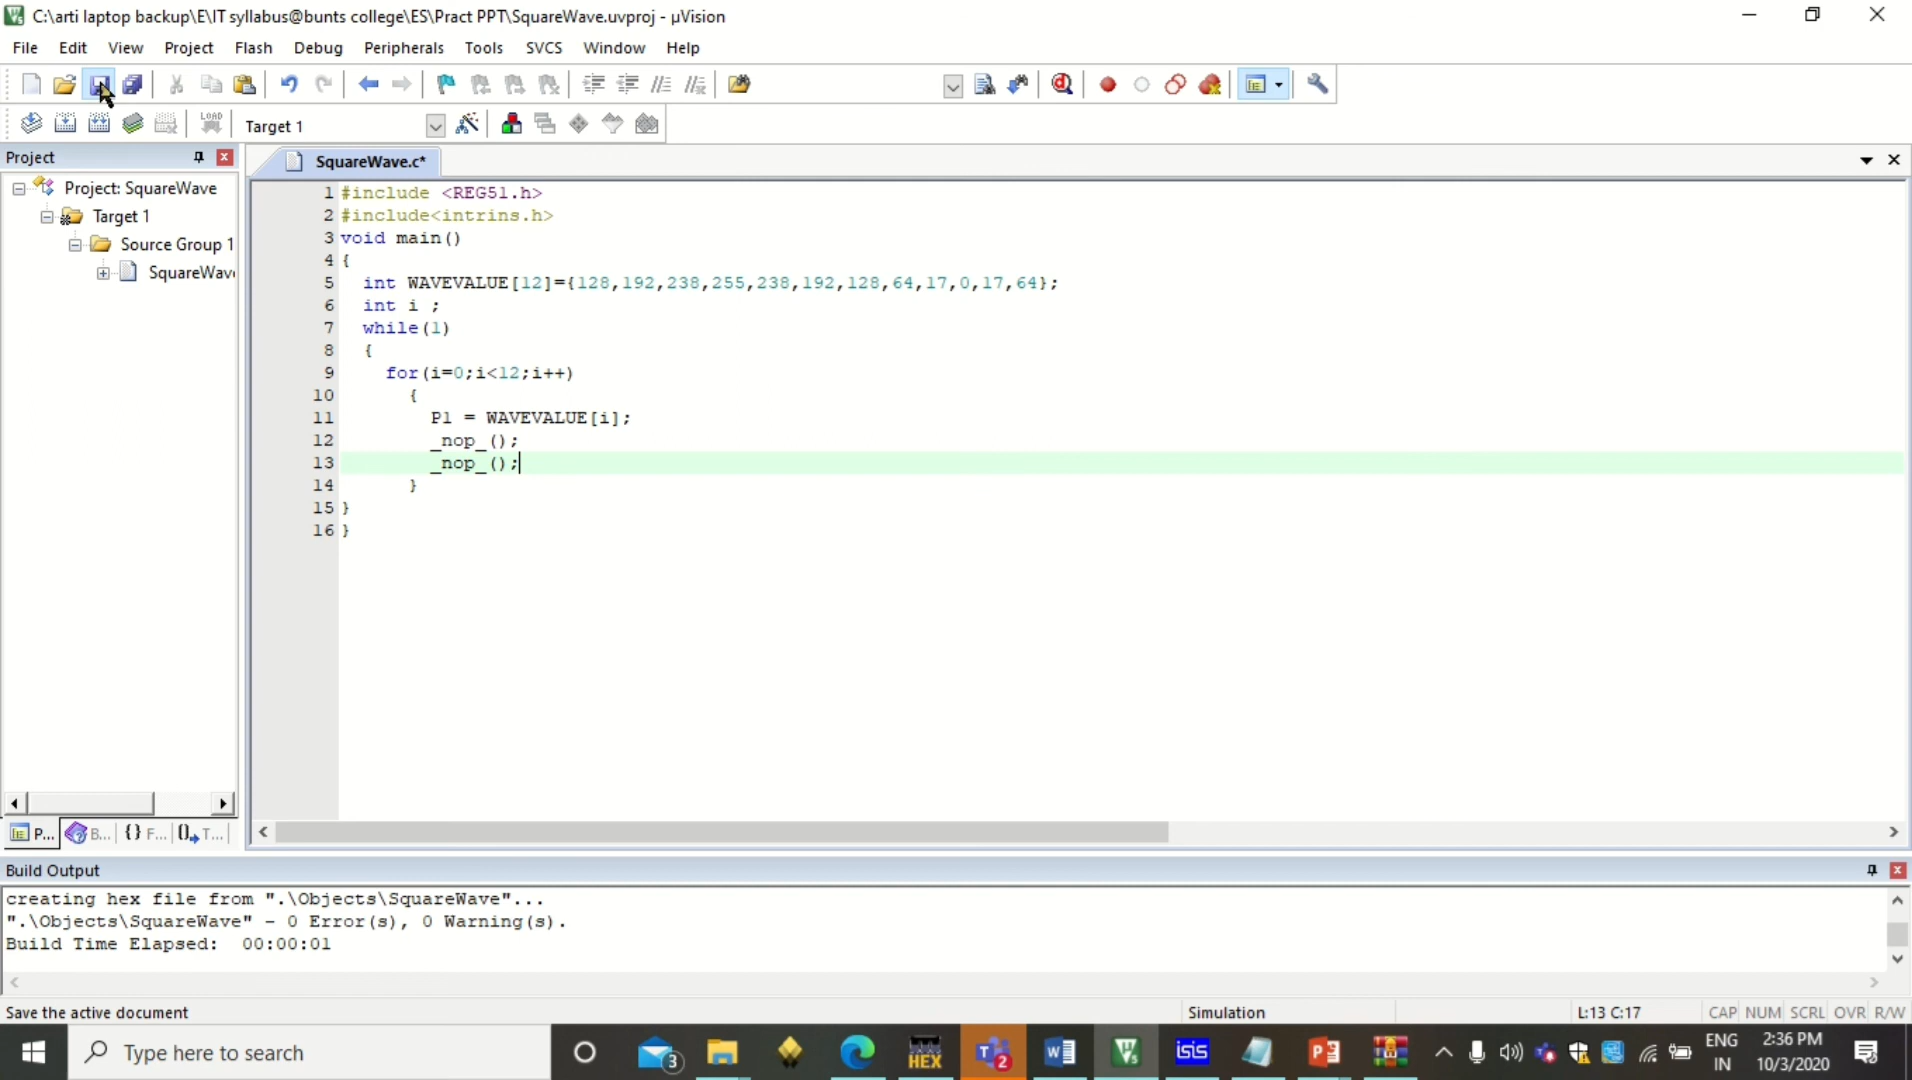 C:\arti laptop backup\E\IT syllabus@bunts college\ES\Pract PPT\SquareWave.uvproj - µVision
File Edit View Project Flash Debug Peripherals Tools SVCS Window Help
LOAD
Target 1
Project
SquareWave.c*
Project: SquareWave
Target 1
Source Group 1
SquareWav
1 #include <REG51.h>
2 #include<intrins.h>
3 void main()
4 {
5 int WAVEVALUE[12]={128,192,238,255,238,192,128,64,17,0,17,64};
6 int i ;
7 while(1)
8 {
9 for(i=0;i<12;i++)
10 {
11 P1 = WAVEVALUE[i];
12 _nop_();
13 _nop_();
14 }
15 }
16 }
P... B... {} F... T...
Build Output
creating hex file from ".\Objects\SquareWave"...
".\Objects\SquareWave" - 0 Error(s), 0 Warning(s).
Build Time Elapsed: 00:00:01
Save the active document Simulation L:13 C:17 CAP NUM SCRL OVR R/W
Type here to search 3 HEX 2 isis ENG IN 2:36 PM 10/3/2020